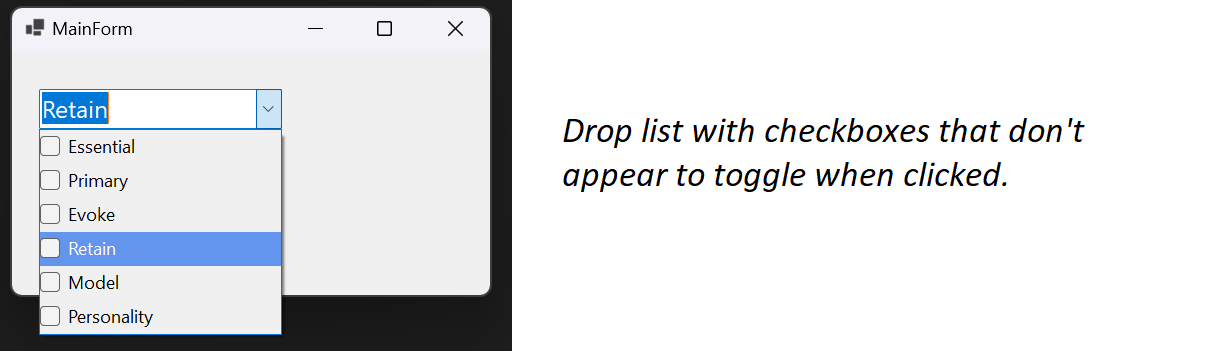 MainForm
Retain
Essential
Primary
Evoke
Retain
Model
Personality
Drop list with checkboxes that don't
appear to toggle when clicked.